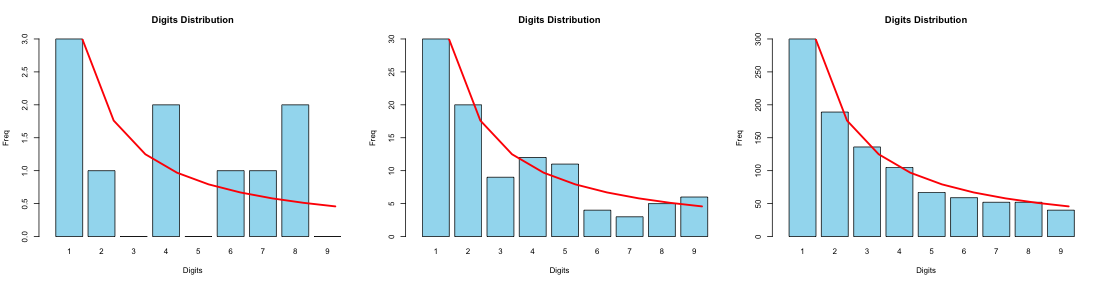 Digits Distribution
3.0
2.5
2.0
1.5
1.0
0.5
0.0
Freq
1 2 3 4 5 6 7 8 9
Digits
Digits Distribution
30
25
20
15
10
5
0
Freq
1 2 3 4 5 6 7 8 9
Digits
Digits Distribution
300
250
200
150
100
50
0
Freq
1 2 3 4 5 6 7 8 9
Digits